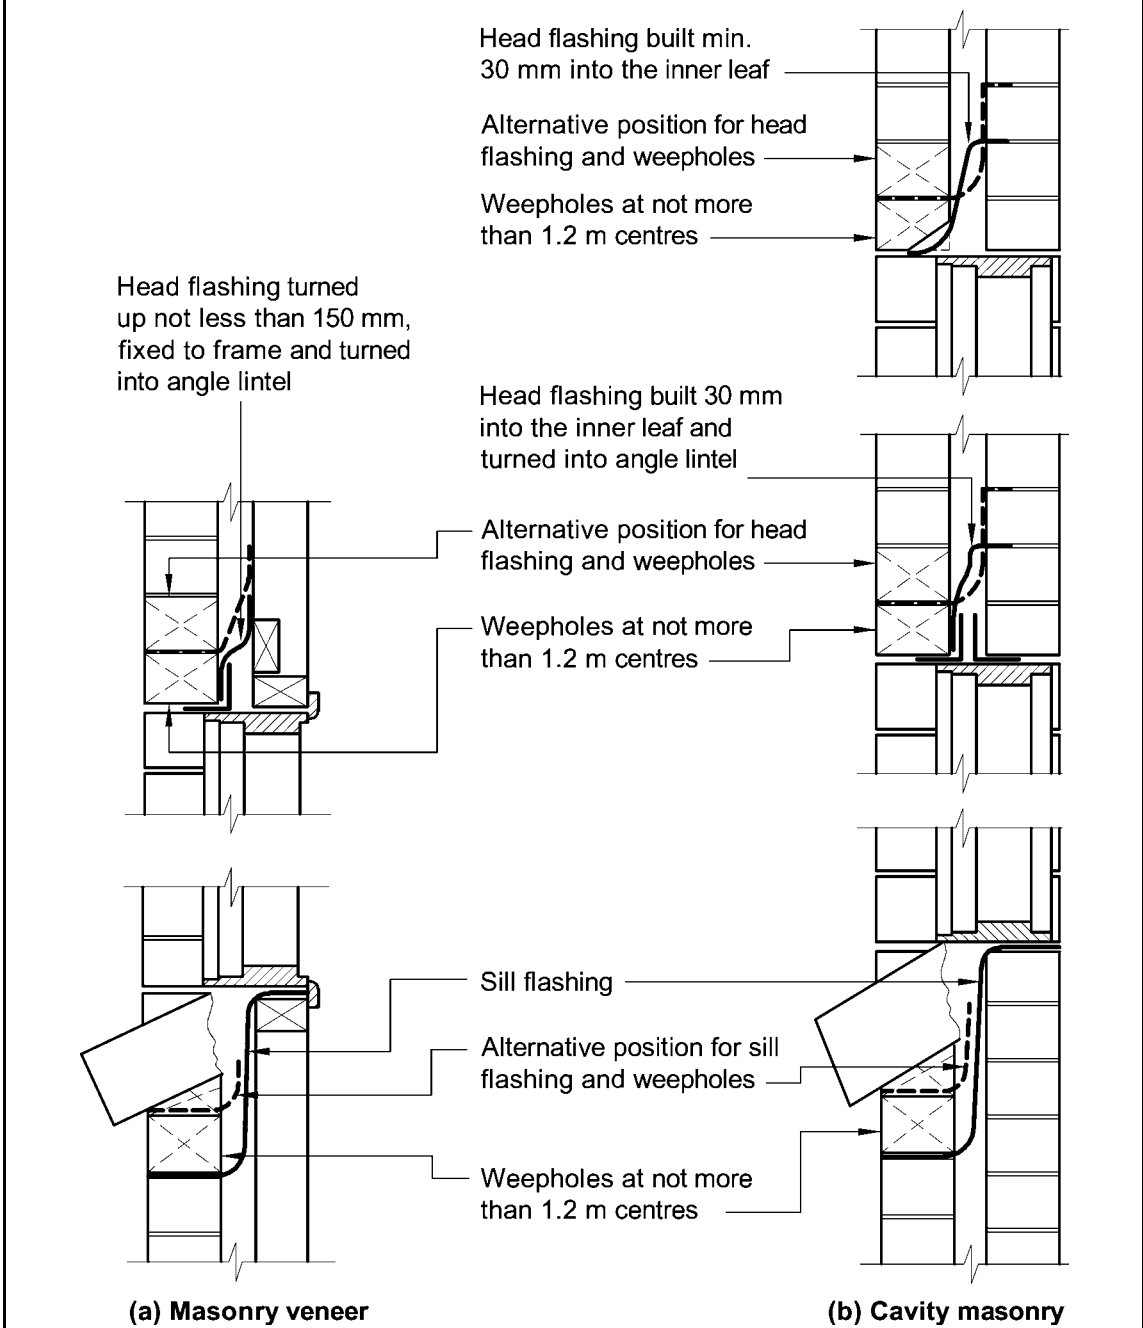 Head flashing built min.
30 mm into the inner leaf
Alternative position for head
flashing and weepholes
Weepholes at not more
than 1.2 m centres
Head flashing turned
up not less than 150 mm,
fixed to frame and turned
into angle lintel
Head flashing built 30 mm
into the inner leaf and
turned into angle lintel
Alternative position for head
flashing and weepholes
Weepholes at not more
than 1.2 m centres
Sill flashing
Alternative position for sill
flashing and weepholes
Weepholes at not more
than 1.2 m centres
(a) Masonry veneer
(b) Cavity masonry